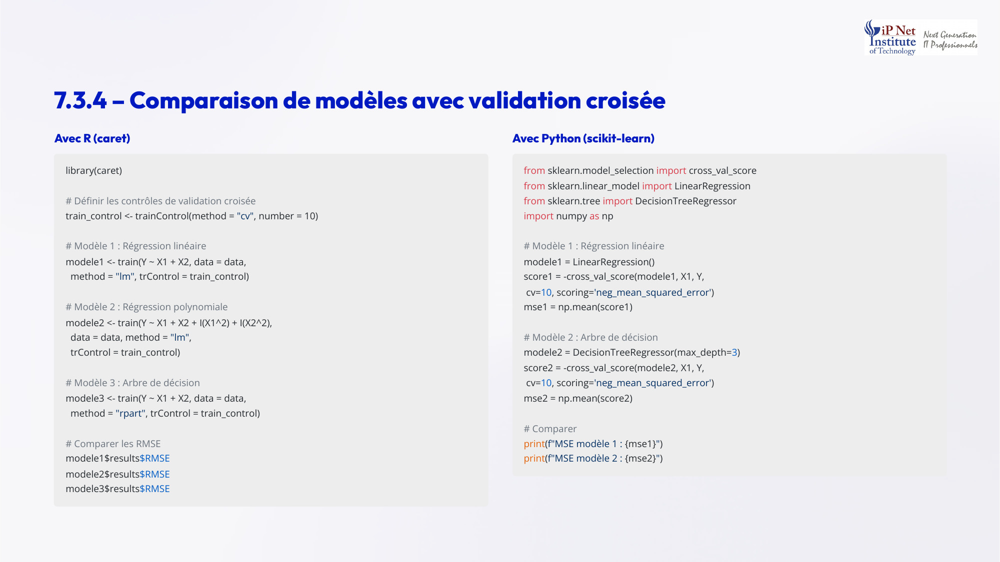 iP Net
Institute
of Technology
Next Generation
IT Professionnels
7.3.4 – Comparaison de modèles avec validation croisée
Avec R (caret)
library(caret)
# Définir les contrôles de validation croisée
train_control <- trainControl(method = "cv", number = 10)
# Modèle 1 : Régression linéaire
modele1 <- train(Y ~ X1 + X2, data = data,
  method = "lm", trControl = train_control)
# Modèle 2 : Régression polynomiale
modele2 <- train(Y ~ X1 + X2 + I(X1^2) + I(X2^2),
  data = data, method = "lm",
  trControl = train_control)
# Modèle 3 : Arbre de décision
modele3 <- train(Y ~ X1 + X2, data = data,
  method = "rpart", trControl = train_control)
# Comparer les RMSE
modele1$results$RMSE
modele2$results$RMSE
modele3$results$RMSE
Avec Python (scikit-learn)
from sklearn.model_selection import cross_val_score
from sklearn.linear_model import LinearRegression
from sklearn.tree import DecisionTreeRegressor
import numpy as np
# Modèle 1 : Régression linéaire
modele1 = LinearRegression()
score1 = -cross_val_score(modele1, X1, Y,
 cv=10, scoring='neg_mean_squared_error')
mse1 = np.mean(score1)
# Modèle 2 : Arbre de décision
modele2 = DecisionTreeRegressor(max_depth=3)
score2 = -cross_val_score(modele2, X1, Y,
 cv=10, scoring='neg_mean_squared_error')
mse2 = np.mean(score2)
# Comparer
print(f"MSE modèle 1 : {mse1}")
print(f"MSE modèle 2 : {mse2}")